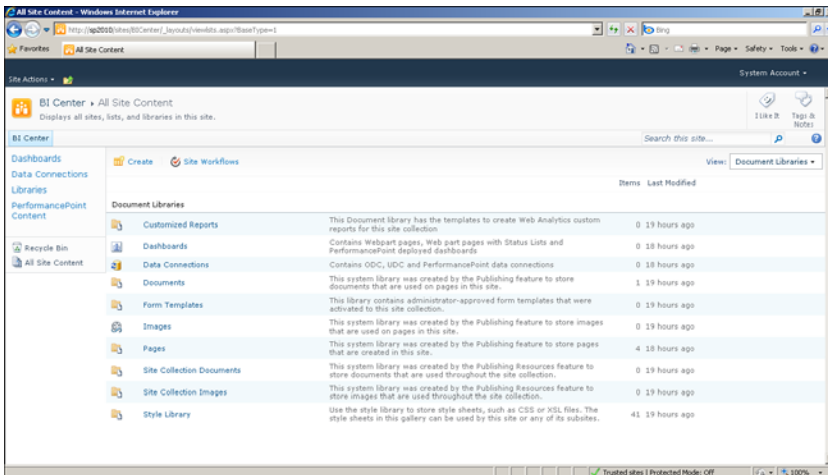 All Site Content - Windows Internet Explorer
http://sp2010/sites/BICenter/_layouts/viewlsts.aspx?BaseType=1
Bing
Favorites All Site Content
Page Safety Tools
Site Actions
System Account
BI Center All Site Content
Displays all sites, lists, and libraries in this site.
I Like It
Tags & Notes
BI Center
Search this site...
Dashboards
Data Connections
Libraries
PerformancePoint Content
Recycle Bin
All Site Content
Create Site Workflows
View: Document Libraries
Items Last Modified
Document Libraries
Customized Reports This Document library has the templates to create Web Analytics custom reports for this site collection 0 19 hours ago
Dashboards Contains Webpart pages, Web part pages with Status Lists and PerformancePoint deployed dashboards 0 18 hours ago
Data Connections Contains ODC, UDC and PerformancePoint data connections 0 18 hours ago
Documents This system library was created by the Publishing feature to store documents that are used on pages in this site. 1 19 hours ago
Form Templates This library contains administrator-approved form templates that were activated to this site collection. 0 19 hours ago
Images This system library was created by the Publishing feature to store images that are used on pages in this site. 0 19 hours ago
Pages This system library was created by the Publishing feature to store pages that are created in this site. 4 18 hours ago
Site Collection Documents This system library was created by the Publishing Resources feature to store documents that are used throughout the site collection. 0 19 hours ago
Site Collection Images This system library was created by the Publishing Resources feature to store images that are used throughout the site collection. 0 19 hours ago
Style Library Use the style library to store style sheets, such as CSS or XSL files. The style sheets in this gallery can be used by this site or any of its subsites. 41 19 hours ago
Trusted sites | Protected Mode: Off
100%